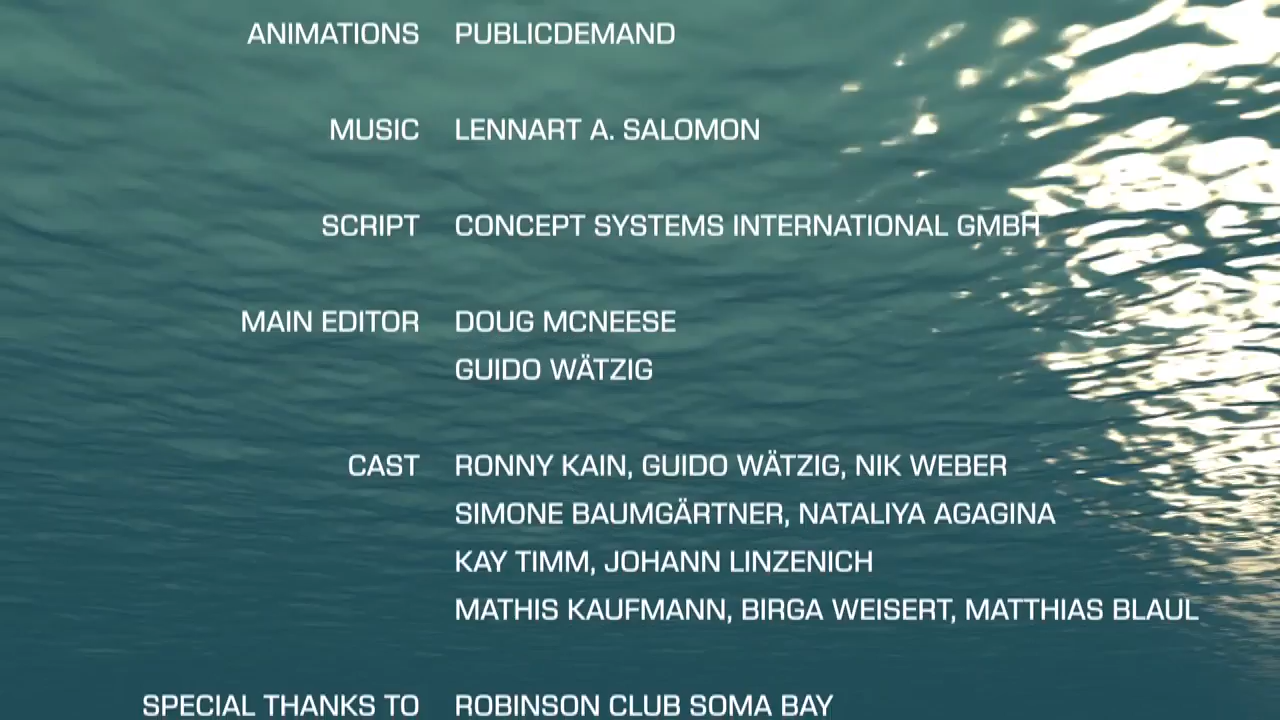 ANIMATIONS PUBLICDEMAND
MUSIC LENNART A. SALOMON
SCRIPT CONCEPT SYSTEMS INTERNATIONAL GMBH
MAIN EDITOR DOUG MCNEESE
GUIDO WÄTZIG
CAST RONNY KAIN, GUIDO WÄTZIG, NIK WEBER
SIMONE BAUMGÄRTNER, NATALIYA AGAGINA
KAY TIMM, JOHANN LINZENICH
MATHIS KAUFMANN, BIRGA WEISERT, MATTHIAS BLAUL
SPECIAL THANKS TO ROBINSON CLUB SOMA BAY